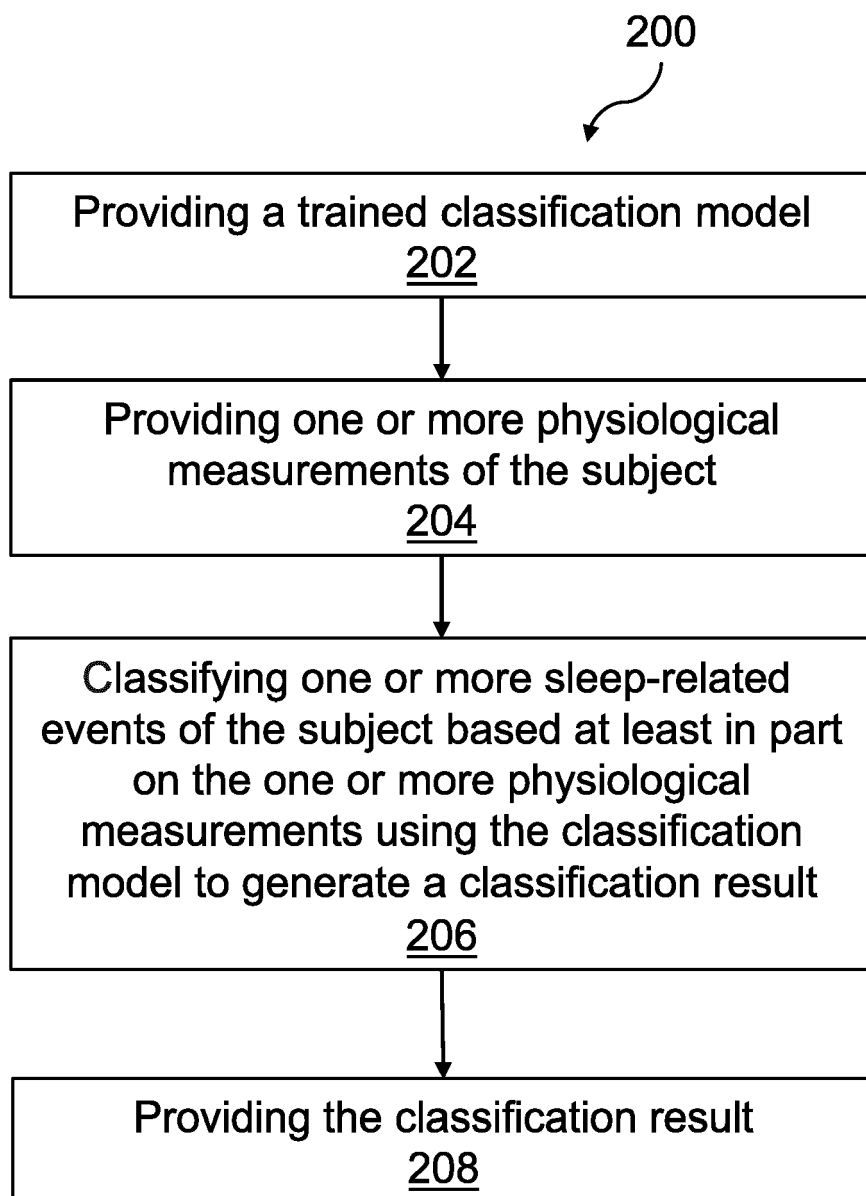 200
Providing a trained classification model
202
Providing one or more physiological
measurements of the subject
204
Classifying one or more sleep-related
events of the subject based at least in part
on the one or more physiological
measurements using the classification
model to generate a classification result
206
Providing the classification result
208